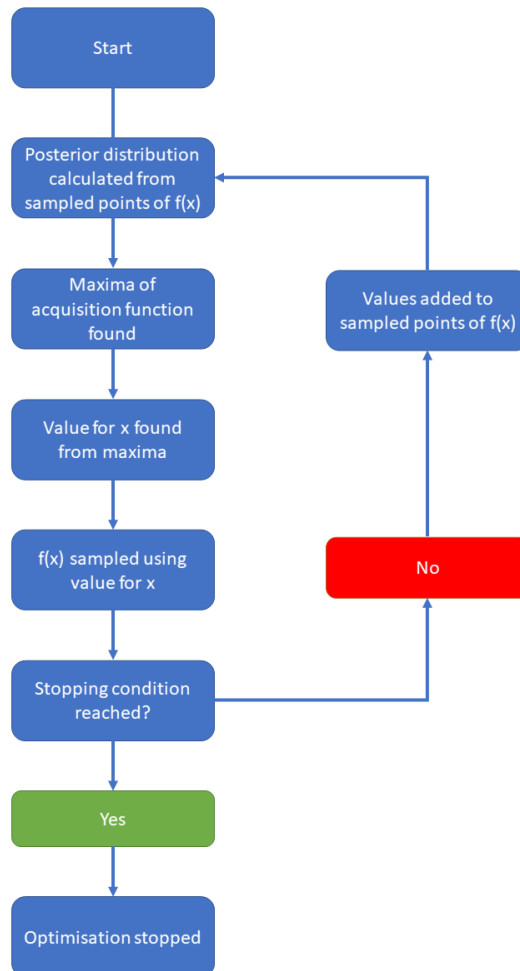 Start
Posterior distribution
calculated from
sampled points of f(x)
Maxima of
acquisition function
found
Values added to
sampled points of f(x)
Value for x found
from maxima
f(x) sampled using
value for x
No
Stopping condition
reached?
Yes
Optimisation stopped